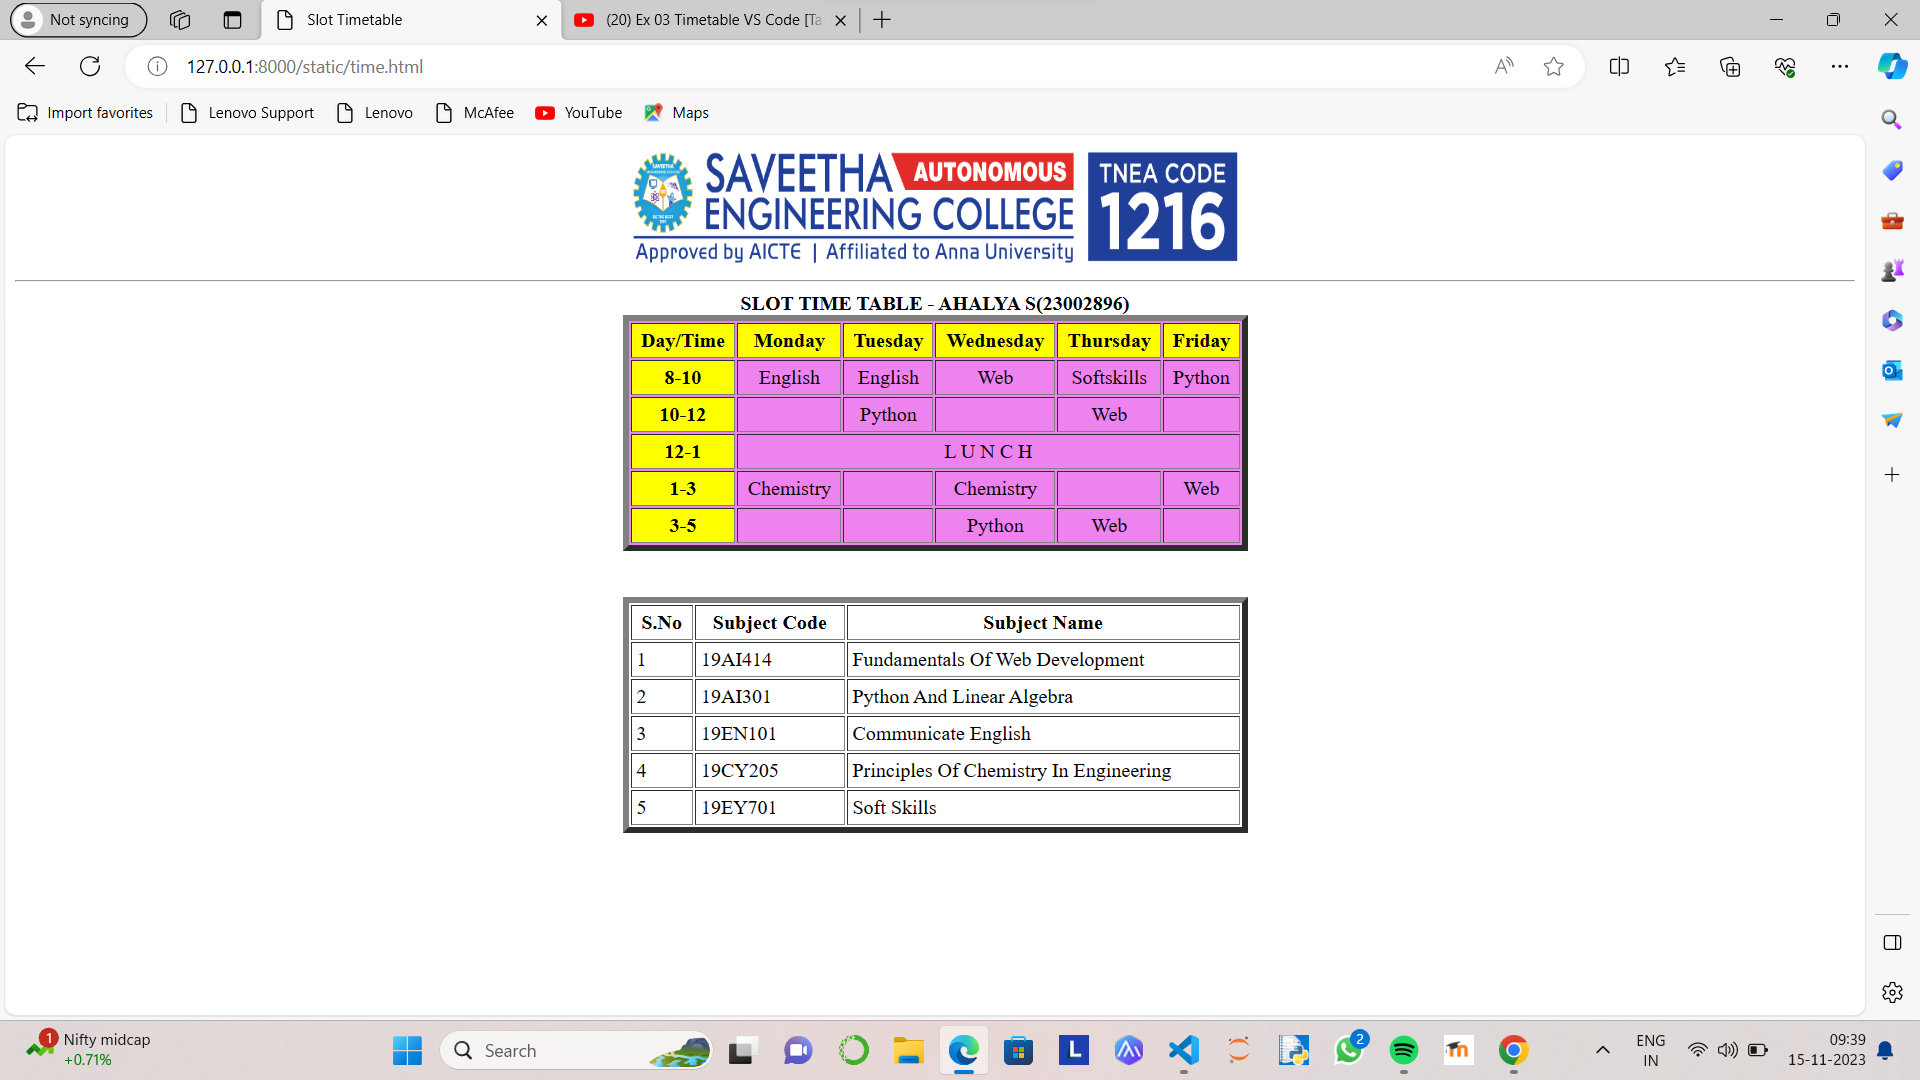 Not syncing
Slot Timetable
(20) Ex 03 Timetable VS Code [Ta
127.0.0.1:8000/static/time.html
Import favorites
Lenovo Support
Lenovo
McAfee
YouTube
Maps
SAVEETHA AUTONOMOUS
ENGINEERING COLLEGE
Approved by AICTE | Affiliated to Anna University
TNEA CODE
1216
SLOT TIME TABLE - AHALYA S(23002896)
Day/Time Monday Tuesday Wednesday Thursday Friday
8-10 English English Web Softskills Python
10-12 Python Web
12-1 L U N C H
1-3 Chemistry Chemistry Web
3-5 Python Web
S.No Subject Code Subject Name
1 19AI414 Fundamentals Of Web Development
2 19AI301 Python And Linear Algebra
3 19EN101 Communicate English
4 19CY205 Principles Of Chemistry In Engineering
5 19EY701 Soft Skills
1
Nifty midcap
+0.71%
Search
L
2
ENG
IN
09:39
15-11-2023